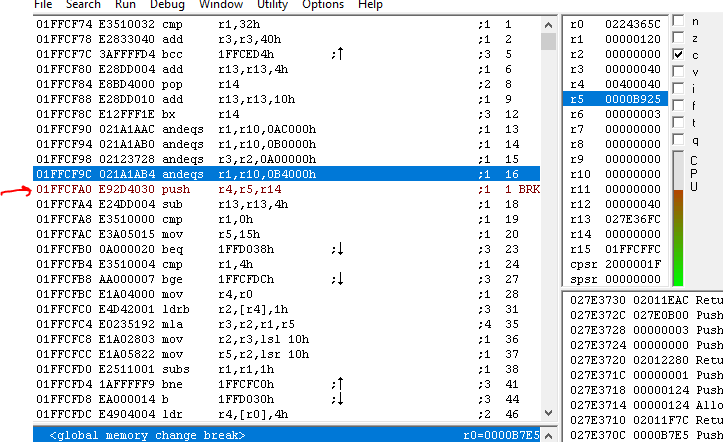 File Search Run Debug Window Utility Options Help
01FFCF74 E3510032 cmp r1,32h ;1 1
01FFCF78 E2833040 add r3,r3,40h ;1 2
01FFCF7C 3AFFFFD4 bcc 1FFCED4h ;↑ ;3 5
01FFCF80 E28DD004 add r13,r13,4h ;1 6
01FFCF84 E8BD4000 pop r14 ;2 8
01FFCF88 E28DD010 add r13,r13,10h ;1 9
01FFCF8C E12FFF1E bx r14 ;3 12
01FFCF90 021A1AAC andeqs r1,r10,0AC000h ;1 13
01FFCF94 021A1AB0 andeqs r1,r10,0B0000h ;1 14
01FFCF98 02123728 andeqs r3,r2,0A00000h ;1 15
01FFCF9C 021A1AB4 andeqs r1,r10,0B4000h ;1 16
01FFCFA0 E92D4030 push r4,r5,r14 ;1 1 BRK
01FFCFA4 E24DD004 sub r13,r13,4h ;1 18
01FFCFA8 E3510000 cmp r1,0h ;1 19
01FFCFAC E3A05015 mov r5,15h ;1 20
01FFCFB0 0A000020 beq 1FFD038h ;↓ ;3 23
01FFCFB4 E3510004 cmp r1,4h ;1 24
01FFCFB8 AA000007 bge 1FFCFDCh ;↓ ;3 27
01FFCFBC E1A04000 mov r4,r0 ;1 28
01FFCFC0 E4D42001 ldrb r2,[r4],1h ;3 31
01FFCFC4 E0235192 mla r3,r2,r1,r5 ;4 35
01FFCFC8 E1A02803 mov r2,r3,lsl 10h ;1 36
01FFCFCC E1A05822 mov r5,r2,lsr 10h ;1 37
01FFCFD0 E2511001 subs r1,r1,1h ;1 38
01FFCFD4 1AFFFFF9 bne 1FFCFC0h ;↑ ;3 41
01FFCFD8 EA000014 b 1FFD030h ;↓ ;3 44
01FFCFDC E4904004 ldr r4,[r0],4h ;2 46
<global memory change break> r0=0000B7E5
r0 0224365C
r1 00000120
r2 00000000
r3 00000040
r4 00400040
r5 0000B925
r6 00000003
r7 00000000
r8 00000000
r9 00000000
r10 00000000
r11 00000000
r12 00000040
r13 027E36FC
r14 00000000
r15 01FFCFFC
cpsr 2000001F
spsr 00000000
n
z
c
v
i
f
t
q
CPU
027E3730 02011EAC Retu
027E372C 027E0B00 Push
027E3728 00000003 Push
027E3724 00000000 Push
027E3720 02012280 Retu
027E371C 00000001 Push
027E3718 00000124 Push
027E3714 00000124 Allo
027E3710 02011F7C Retu
027E370C 0000B7E5 Push